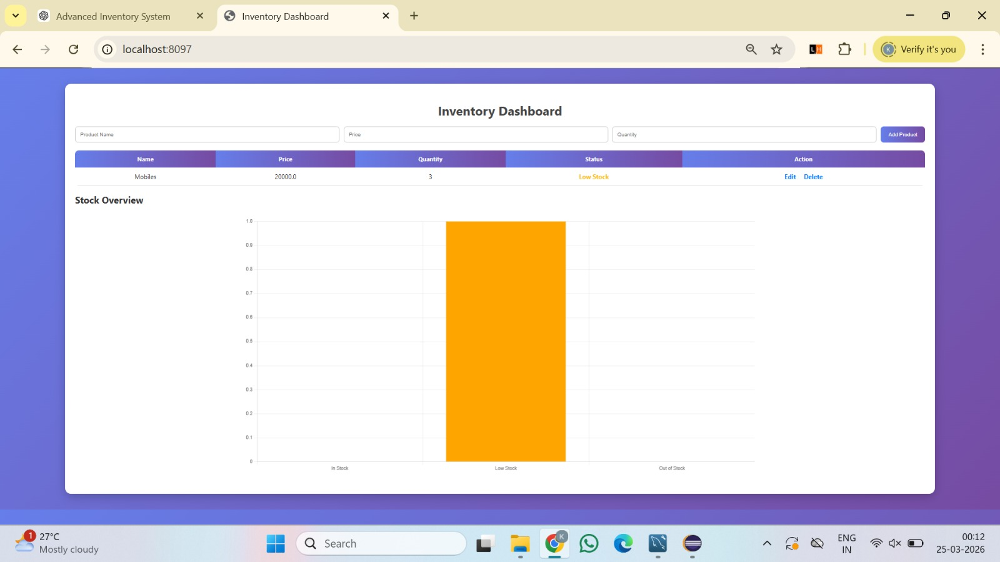 Advanced Inventory System
Inventory Dashboard
localhost:8097
LH
K
Verify it's you
Inventory Dashboard
Product Name
Price
Quantity
Add Product
Name Price Quantity Status Action
Mobiles 20000.0 3 Low Stock Edit Delete
Stock Overview
1.0
0.9
0.8
0.7
0.6
0.5
0.4
0.3
0.2
0.1
0
In Stock Low Stock Out of Stock
1
27°C
Mostly cloudy
Search
K
ENG
IN
00:12
25-03-2026